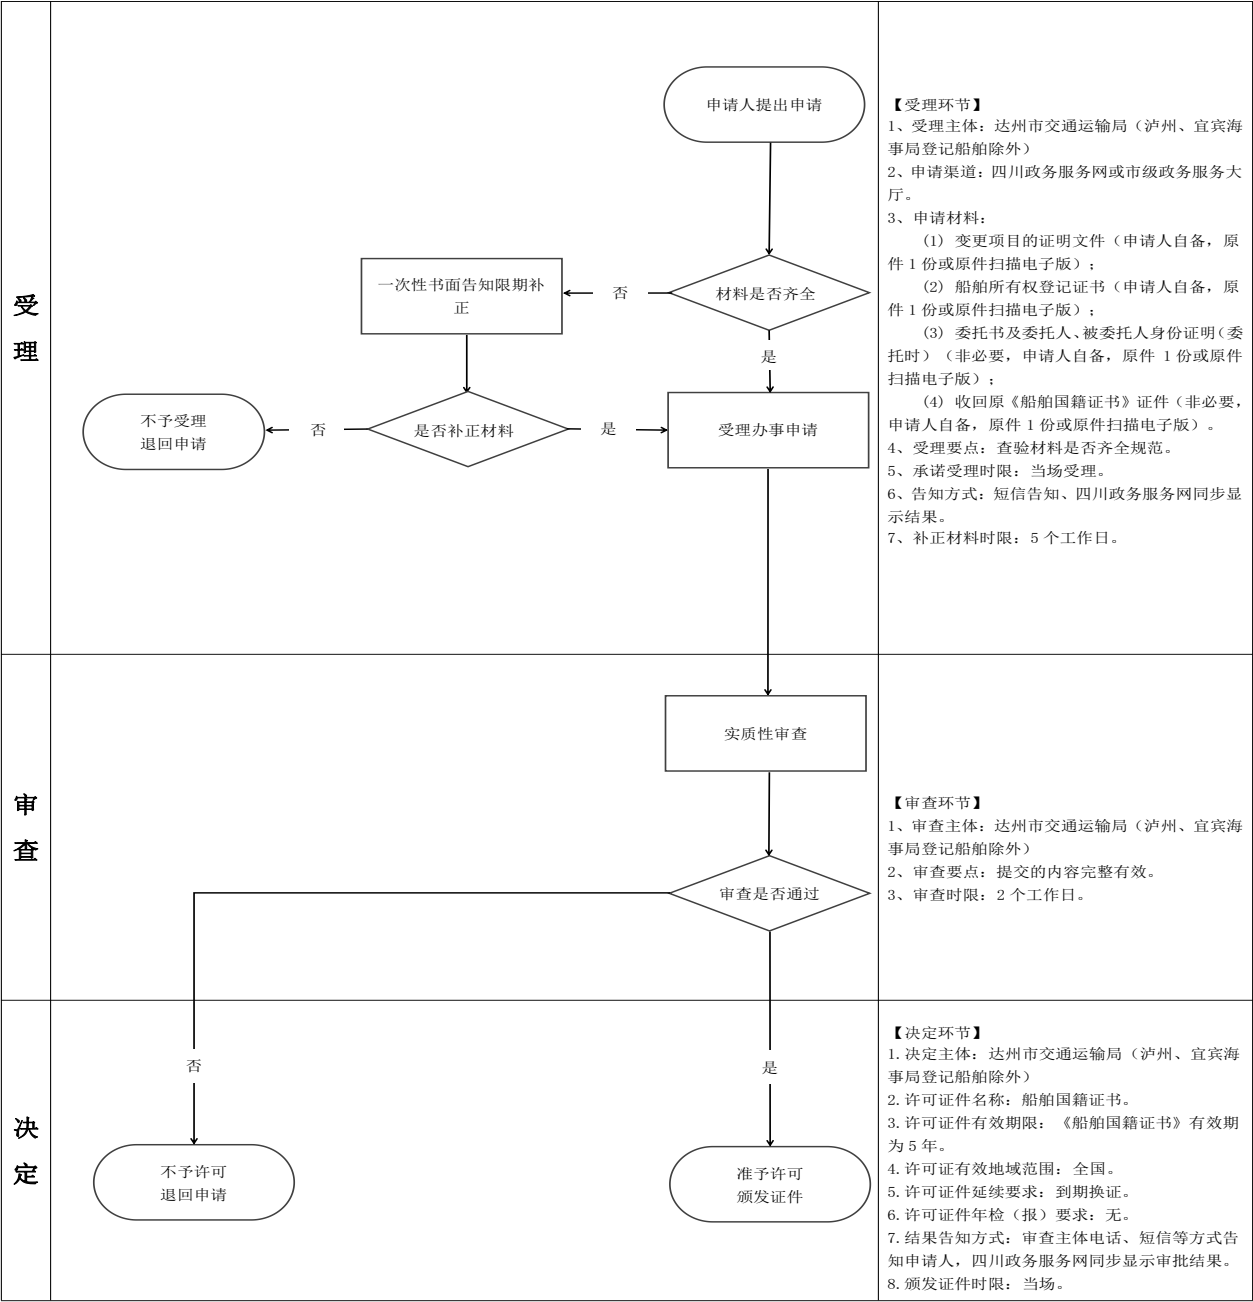 受
理
申请人提出申请
材料是否齐全
否
一次性书面告知限期补
正
是
不予受理
退回申请
否
是否补正材料
是
受理办事申请
【受理环节】
1、受理主体：达州市交通运输局（泸州、宜宾海
事局登记船舶除外）
2、申请渠道：四川政务服务网或市级政务服务大
厅。
3、申请材料：
(1) 变更项目的证明文件（申请人自备，原
件 1 份或原件扫描电子版）；
(2) 船舶所有权登记证书（申请人自备，原
件 1 份或原件扫描电子版）；
(3) 委托书及委托人、被委托人身份证明（委
托时）（非必要，申请人自备，原件 1 份或原件
扫描电子版）；
(4) 收回原《船舶国籍证书》证件（非必要，
申请人自备，原件 1 份或原件扫描电子版）。
4、受理要点：查验材料是否齐全规范。
5、承诺受理时限：当场受理。
6、告知方式：短信告知、四川政务服务网同步显
示结果。
7、补正材料时限：5 个工作日。
审
查
实质性审查
审查是否通过
【审查环节】
1、审查主体：达州市交通运输局（泸州、宜宾海
事局登记船舶除外）
2、审查要点：提交的内容完整有效。
3、审查时限：2 个工作日。
决
定
否
是
不予许可
退回申请
准予许可
颁发证件
【决定环节】
1.决定主体：达州市交通运输局（泸州、宜宾海
事局登记船舶除外）
2.许可证件名称：船舶国籍证书。
3.许可证件有效期限：《船舶国籍证书》有效期
为 5 年。
4.许可证有效地域范围：全国。
5.许可证件延续要求：到期换证。
6.许可证件年检（报）要求：无。
7.结果告知方式：审查主体电话、短信等方式告
知申请人，四川政务服务网同步显示审批结果。
8.颁发证件时限：当场。